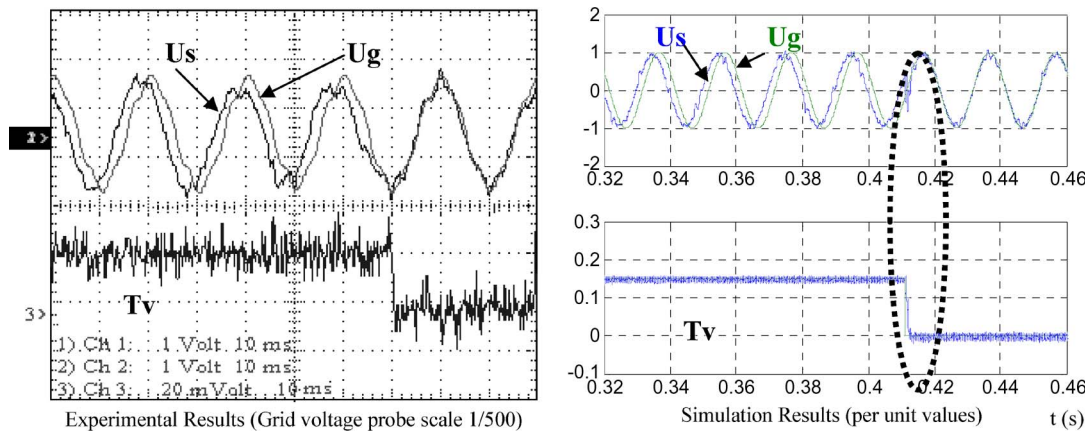 Us
Ug
1>
Tv
3>
1) Ch 1: 1 Volt 10 ms
2) Ch 2: 1 Volt 10 ms
3) Ch 3: 20 mVolt 10 ms
Experimental Results (Grid voltage probe scale 1/500)
2
1
0
-1
-2
Us
Ug
0.32 0.34 0.36 0.38 0.4 0.42 0.44 0.46
0.3
0.2
0.1
0
-0.1
Tv
0.32 0.34 0.36 0.38 0.4 0.42 0.44 0.46
Simulation Results (per unit values) t (s)